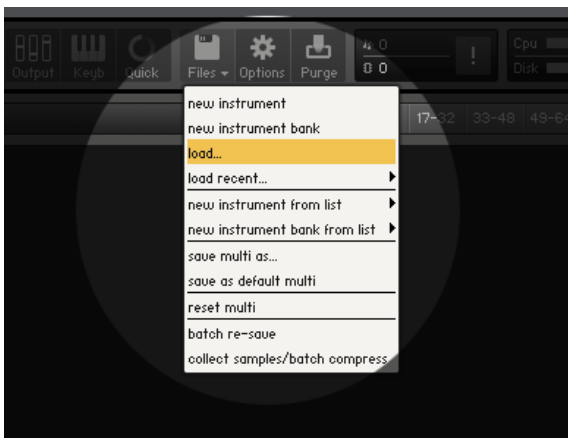 Output Keyb Quick Files Options Purge
0
0
!
Cpu
Disk
17-32 33-48 49-64
new instrument
new instrument bank
load...
load recent...
new instrument from list
new instrument bank from list
save multi as...
save as default multi
reset multi
batch re-save
collect samples/batch compress